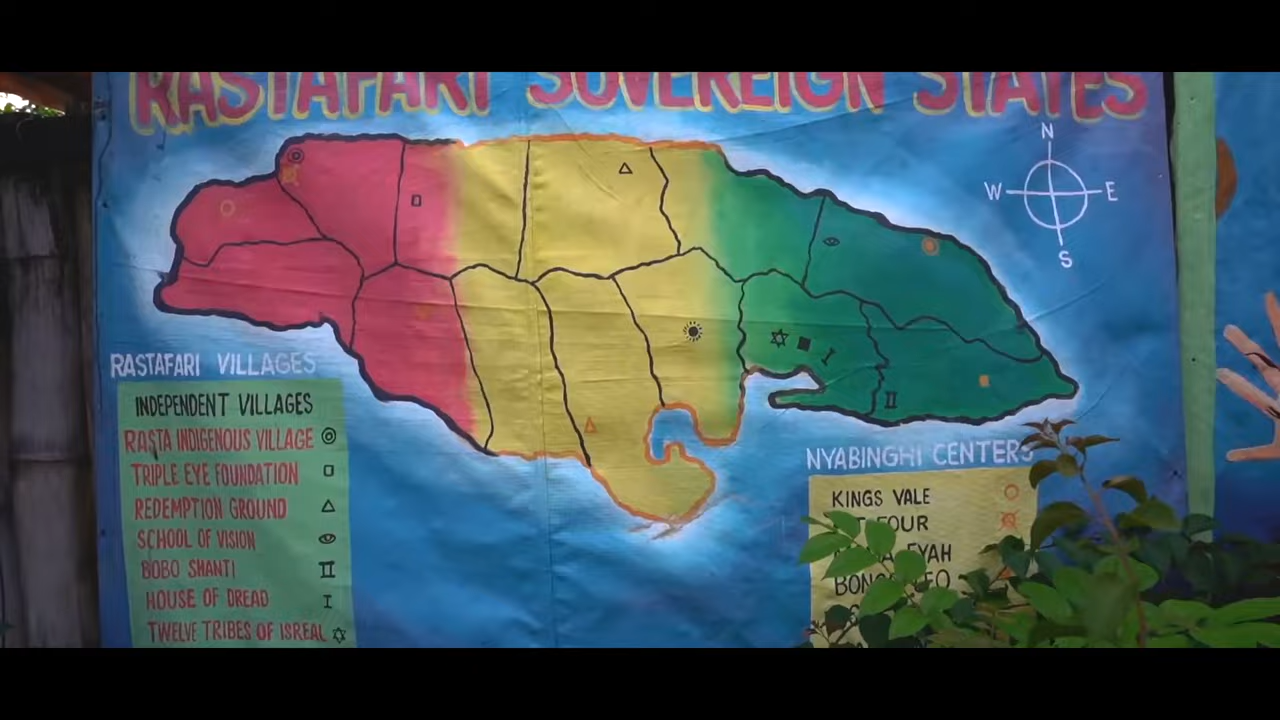 RASTAFARI SOVEREIGN STATES
N
W E
S
RASTAFARI VILLAGES
INDEPENDENT VILLAGES
RASTA INDIGENOUS VILLAGE
TRIPLE EYE FOUNDATION
REDEMPTION GROUND
SCHOOL OF VISION
BOBO SHANTI
HOUSE OF DREAD
TWELVE TRIBES OF ISREAL
NYABINGHI CENTERS
KINGS VALE
FOUR